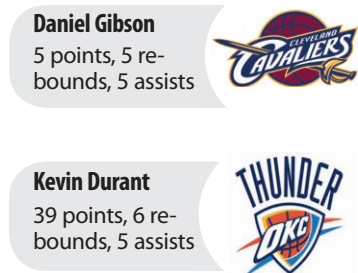 Daniel Gibson
5 points, 5 re-
bounds, 5 assists
CLEVELAND
CAVALIERS
Kevin Durant
39 points, 6 re-
bounds, 5 assists
THUNDER
OKC